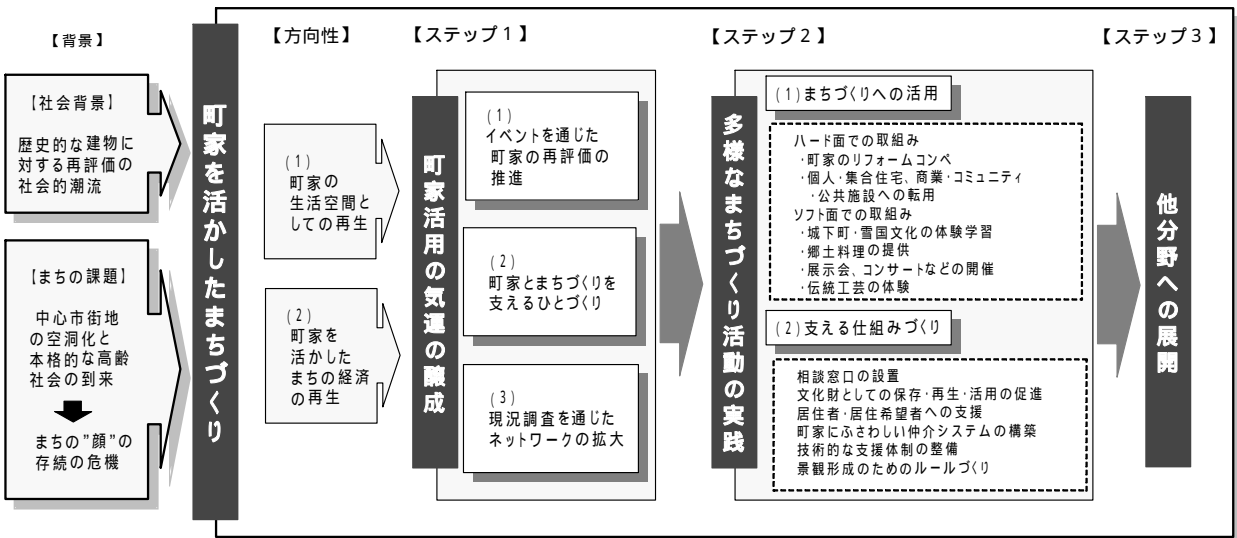 【背景】
【社会背景】
歴史的な建物に
対する再評価の
社会的潮流
【まちの課題】
中心市街地
の空洞化と
本格的な高齢
社会の到来
まちの”顔”の
存続の危機
町家を活かしたまちづくり
【方向性】
(1)
町家の
生活空間と
しての再生
(2)
町家を
活かした
まちの経済
の再生
【ステップ1】
町家活用の気運の醸成
(1)
イベントを通じた
町家の再評価の
推進
(2)
町家とまちづくりを
支えるひとづくり
(3)
現況調査を通じた
ネットワークの拡大
【ステップ2】
多様なまちづくり活動の実践
(1)まちづくりへの活用
ハード面での取組み
・町家のリフォームコンペ
・個人・集合住宅、商業・コミュニティ
・公共施設への転用
ソフト面での取組み
・城下町・雪国文化の体験学習
・郷土料理の提供
・展示会、コンサートなどの開催
・伝統工芸の体験
(2)支える仕組みづくり
相談窓口の設置
文化財としての保存・再生・活用の促進
居住者・居住希望者への支援
町家にふさわしい仲介システムの構築
技術的な支援体制の整備
景観形成のためのルールづくり
【ステップ3】
他分野への展開